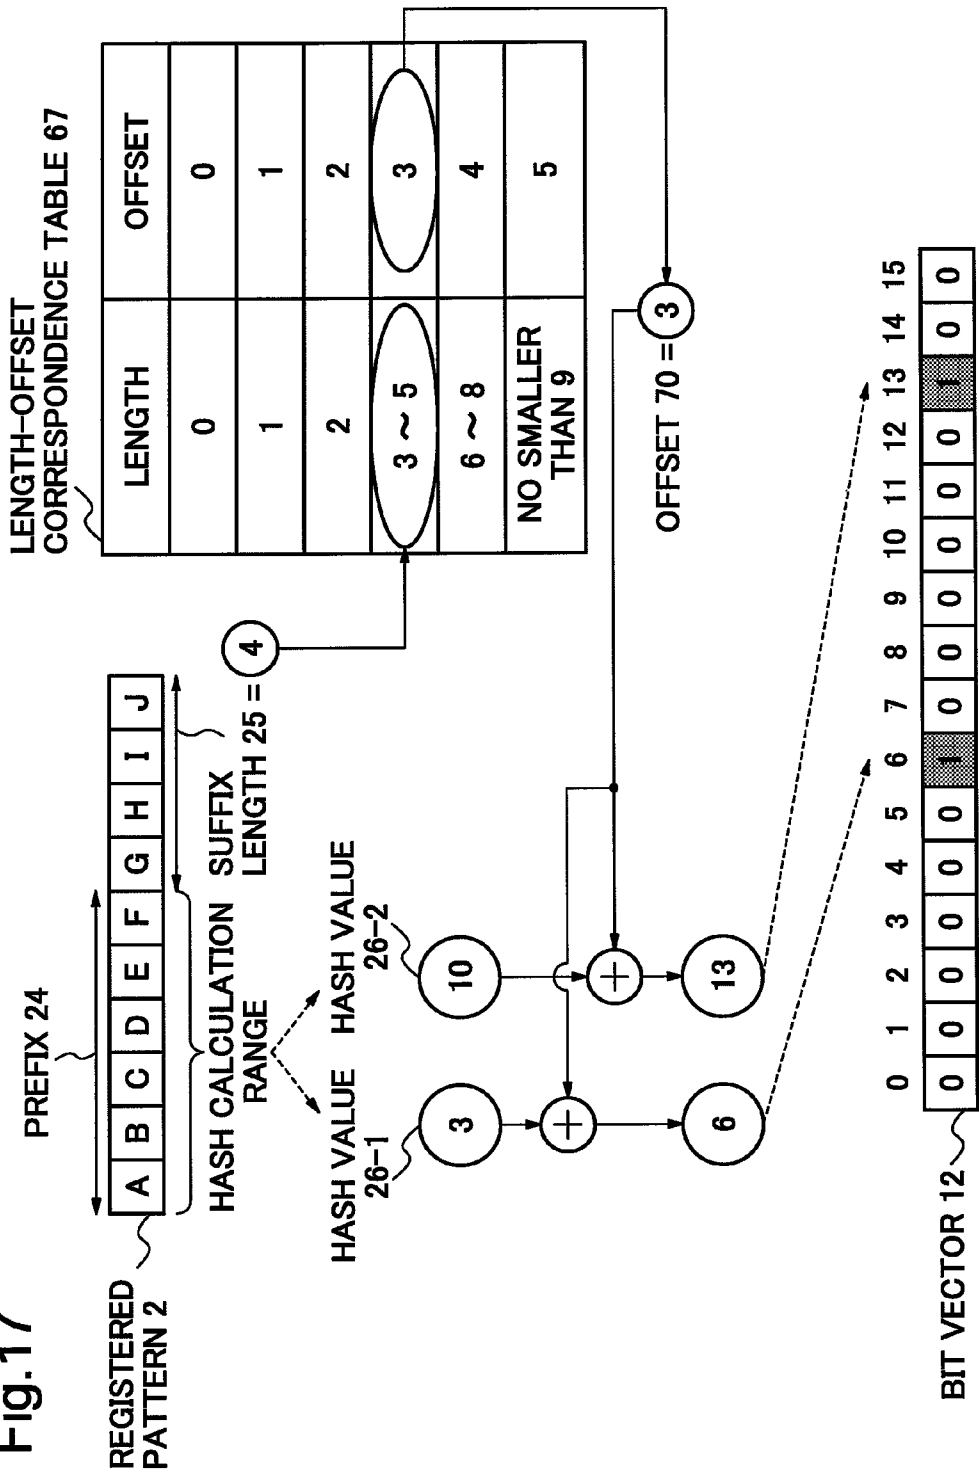 Fig.17
PREFIX 24
REGISTERED
PATTERN 2
A B C D E F G H I J
HASH CALCULATION
RANGE
SUFFIX
LENGTH 25 = 4
LENGTH-OFFSET
CORRESPONDENCE TABLE 67
LENGTH OFFSET
0 0
1 1
2 2
3 ~ 5 3
6 ~ 8 4
NO SMALLER
THAN 9 5
HASH VALUE
26-1
HASH VALUE
26-2
3 10
+ +
6 13
OFFSET 70 = 3
0 1 2 3 4 5 6 7 8 9 10 11 12 13 14 15
BIT VECTOR 12
0 0 0 0 0 0 1 0 0 0 0 0 0 1 0 0